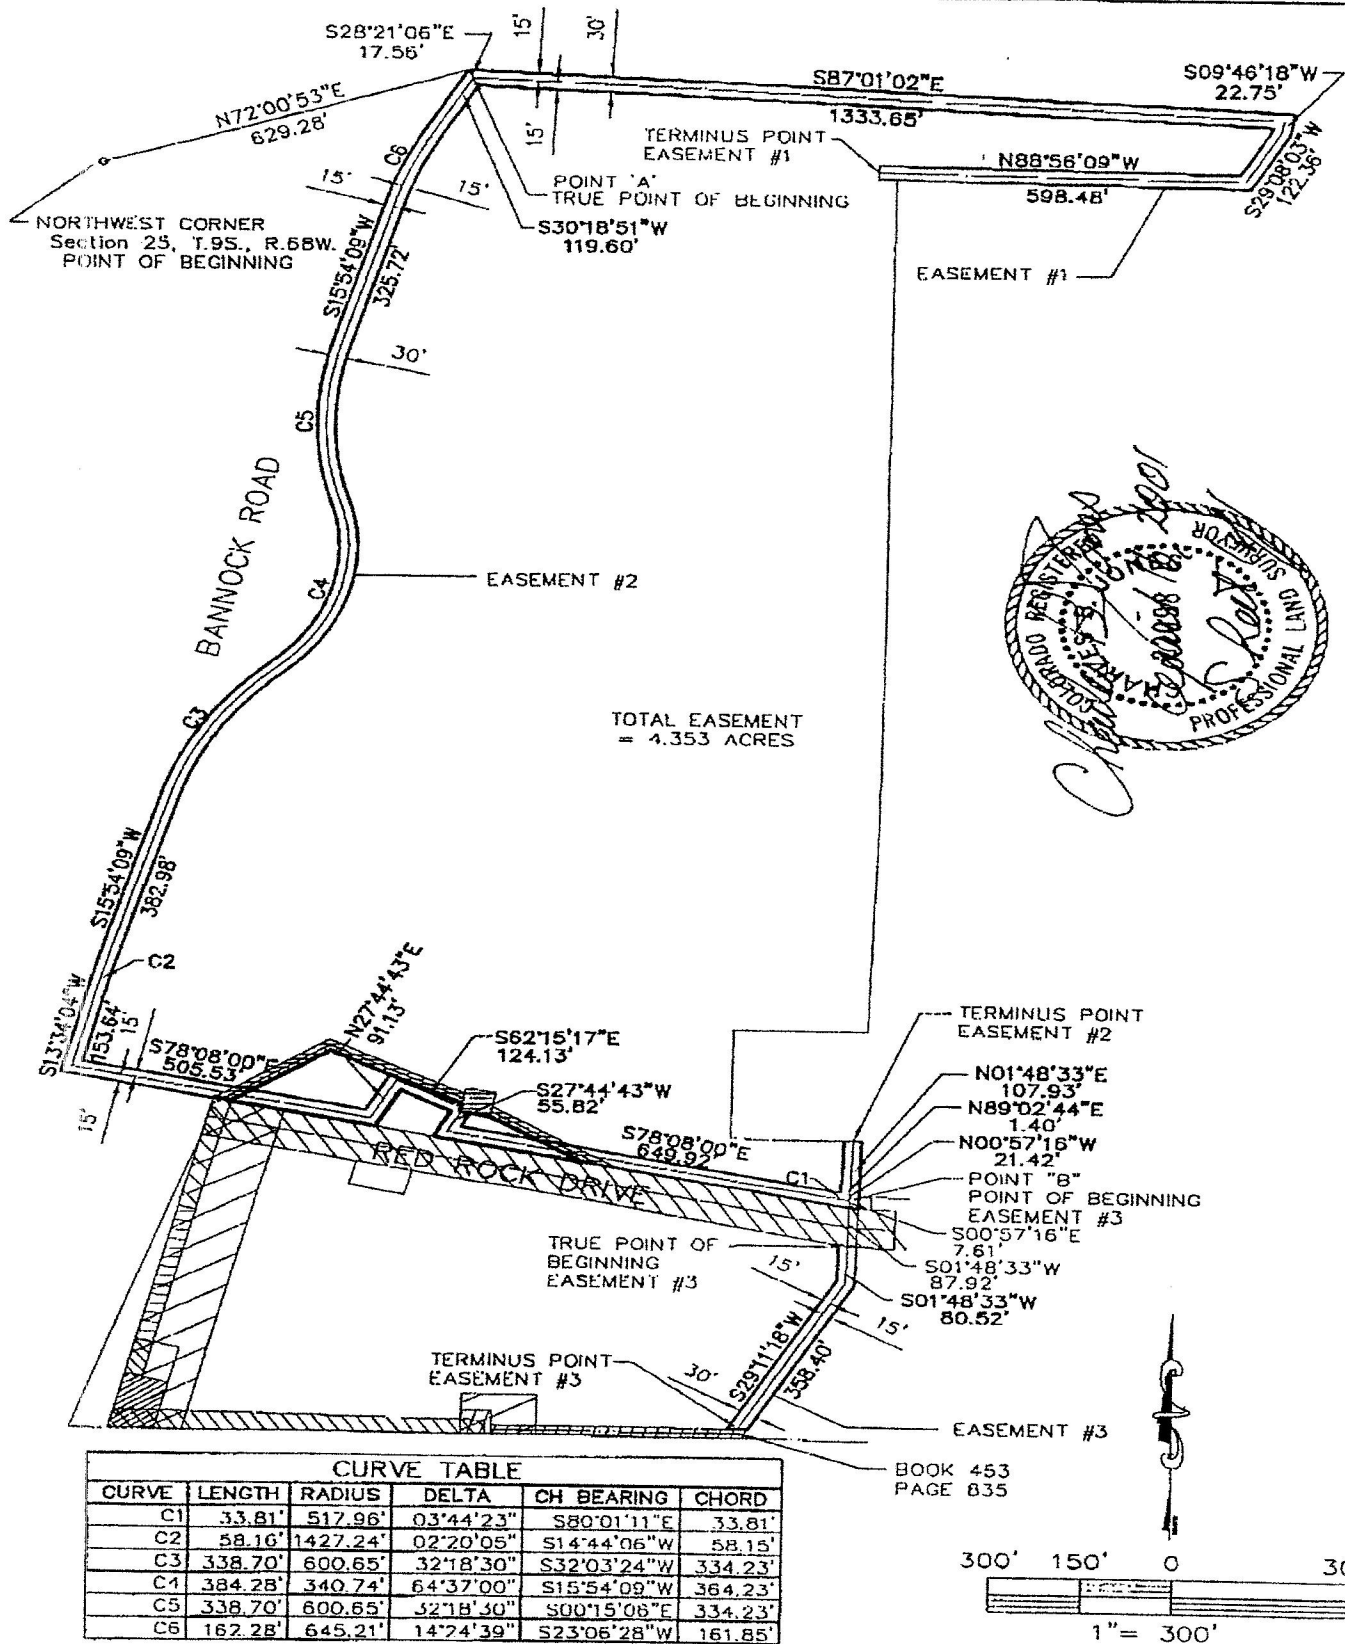 S28°21'06"E
17.56'
15'
30'
S87°01'02"E
1333.65'
S09°46'18"W
22.75'
N72°00'53"E
629.28'
15'
TERMINUS POINT
EASEMENT #1
N88°56'09"W
598.48'
S29°08'03"W
122.36'
C6
15'
15'
POINT 'A'
TRUE POINT OF BEGINNING
NORTHWEST CORNER
Section 25, T.9S., R.68W.
POINT OF BEGINNING
S30°18'51"W
119.60'
S15°54'09"W
325.72'
EASEMENT #1
30'
C5
BANNOCK ROAD
EASEMENT #2
C4
COLORADO REGISTERED
CHARLES B JONES
PROFESSIONAL LAND SURVEYOR
C3
TOTAL EASEMENT
= 4.353 ACRES
S15°54'09"W
382.98'
C2
S13°34'04"W
153.64'
15'
15'
S78°08'00"E
505.53'
N27°44'43"E
91.13'
S62°15'17"E
124.13'
S27°44'43"W
55.82'
S78°08'00"E
649.92'
TERMINUS POINT
EASEMENT #2
N01°48'33"E
107.93'
N89°02'44"E
1.40'
N00°57'16"W
21.42'
C1
POINT "B"
POINT OF BEGINNING
EASEMENT #3
S00°57'16"E
7.61'
S01°48'33"W
87.92'
S01°48'33"W
80.52'
RED ROCK DRIVE
TRUE POINT OF
BEGINNING
EASEMENT #3
15'
15'
S29°11'18"W
358.40'
30'
TERMINUS POINT
EASEMENT #3
EASEMENT #3
BOOK 453
PAGE 835
CURVE TABLE
CURVE LENGTH RADIUS DELTA CH BEARING CHORD
C1 33.81' 517.96' 03°44'23" S80°01'11"E 33.81'
C2 58.16' 1427.24' 02°20'05" S14°44'06"W 58.15'
C3 338.70' 600.65' 32°18'30" S32°03'24"W 334.23'
C4 384.28' 340.74' 64°37'00" S15°54'09"W 364.23'
C5 338.70' 600.65' 32°18'30" S00°15'06"E 334.23'
C6 162.28' 645.21' 14°24'39" S23°06'28"W 161.85'
300' 150' 0 30
1"= 300'